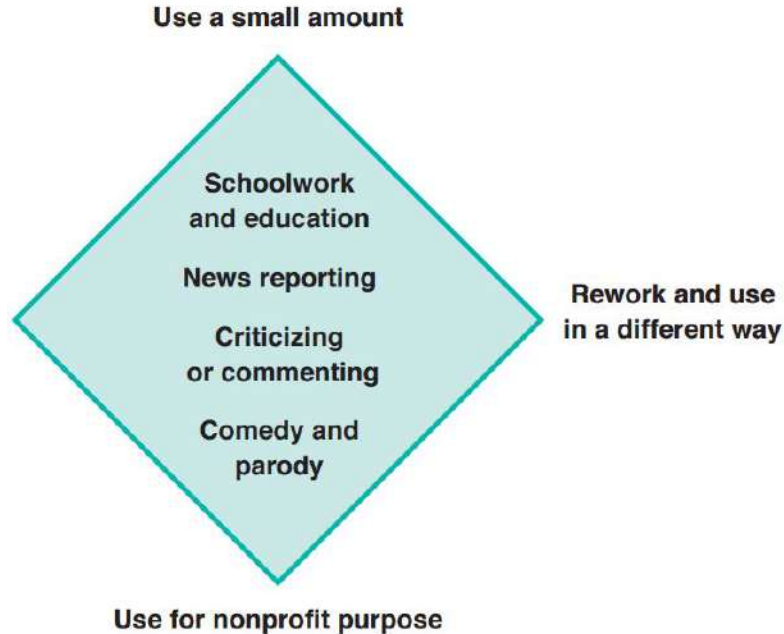 Use a small amount
Schoolwork
and education
News reporting
Criticizing
or commenting
Comedy and
parody
Rework and use
in a different way
Use for nonprofit purpose